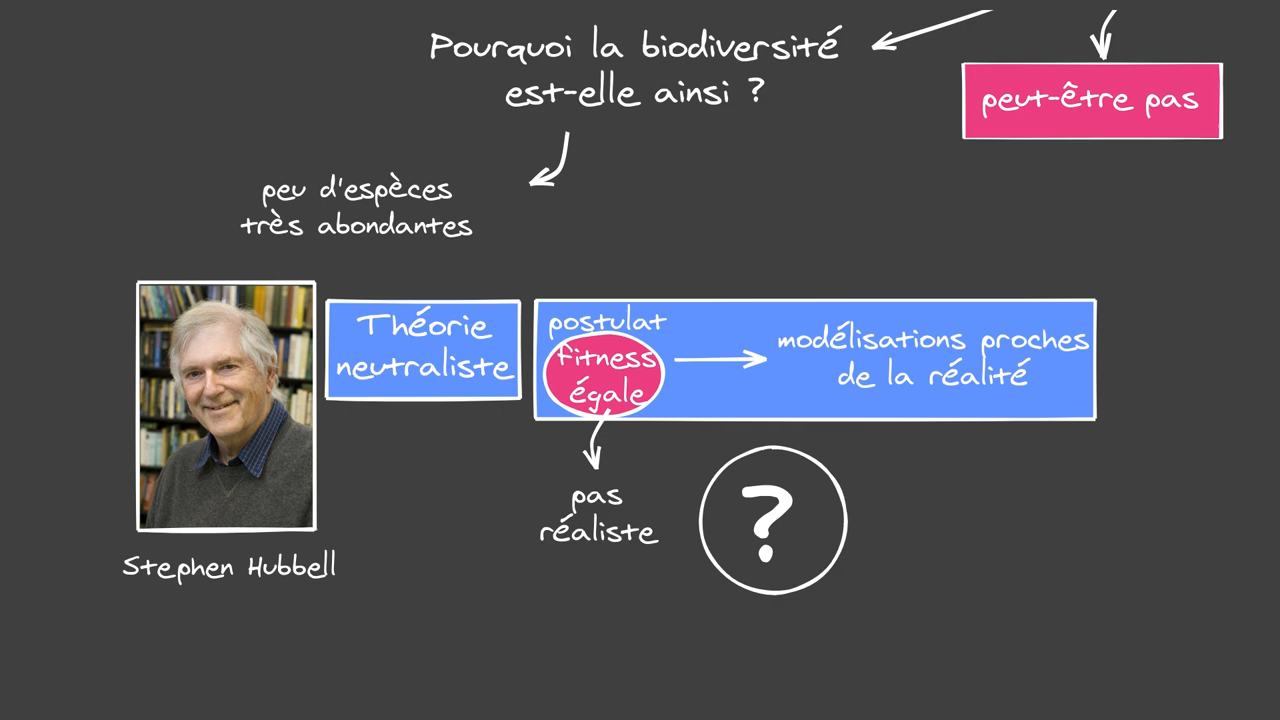 Pourquoi la biodiversité
est-elle ainsi ?
peut-être pas
peu d'espèces
très abondantes
Théorie
neutraliste
postulat
fitness
égale
modélisations proches
de la réalité
pas
réaliste
?
Stephen Hubbell